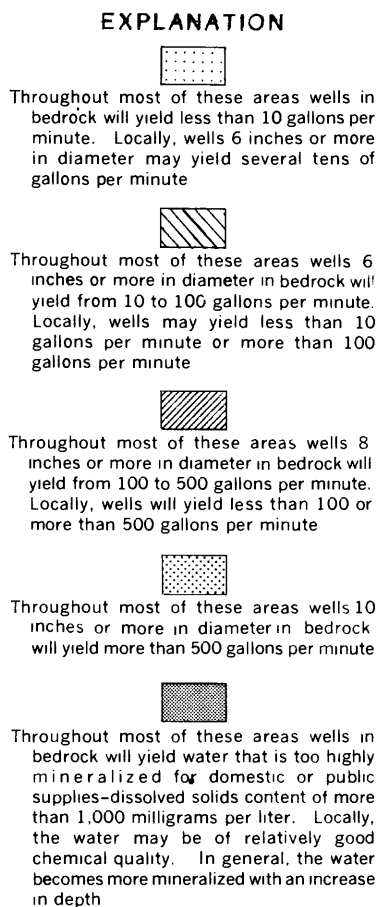 EXPLANATION
Throughout most of these areas wells in
bedrock will yield less than 10 gallons per
minute. Locally, wells 6 inches or more
in diameter may yield several tens of
gallons per minute
Throughout most of these areas wells 6
inches or more in diameter in bedrock will
yield from 10 to 100 gallons per minute.
Locally, wells may yield less than 10
gallons per minute or more than 100
gallons per minute
Throughout most of these areas wells 8
inches or more in diameter in bedrock will
yield from 100 to 500 gallons per minute.
Locally, wells will yield less than 100 or
more than 500 gallons per minute
Throughout most of these areas wells 10
inches or more in diameter in bedrock
will yield more than 500 gallons per minute
Throughout most of these areas wells in
bedrock will yield water that is too highly
mineralized for domestic or public
supplies-dissolved solids content of more
than 1,000 milligrams per liter. Locally,
the water may be of relatively good
chemical quality. In general, the water
becomes more mineralized with an increase
in depth